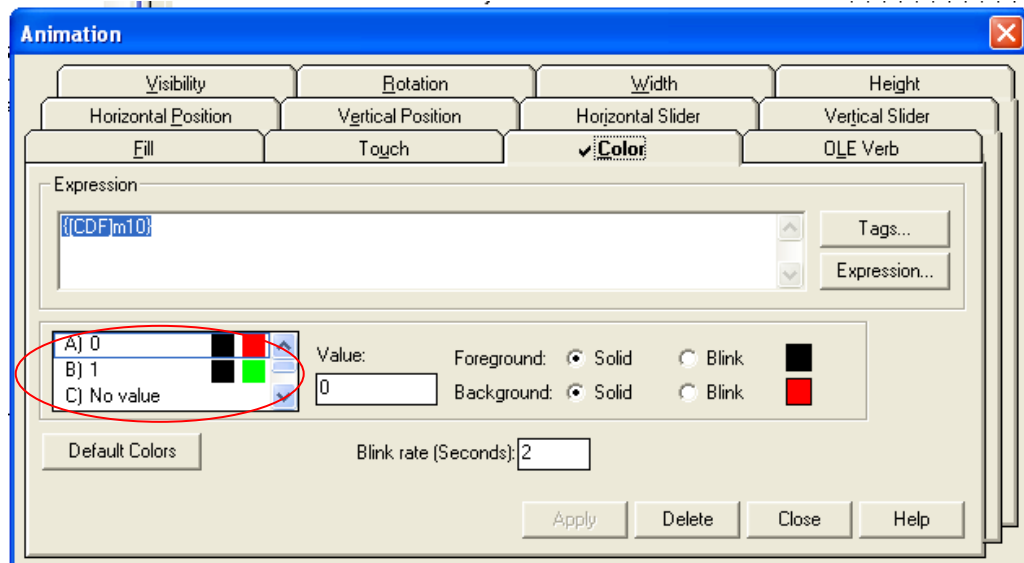 Animation
Visibility Rotation Width Height
Horizontal Position Vertical Position Horizontal Slider Vertical Slider
Fill Touch Color OLE Verb
Expression
{[CDF]m10}
Tags...
Expression...
A) 0
B) 1
C) No value
Value:
0
Foreground: Solid Blink
Background: Solid Blink
Default Colors
Blink rate (Seconds): 2
Apply Delete Close Help